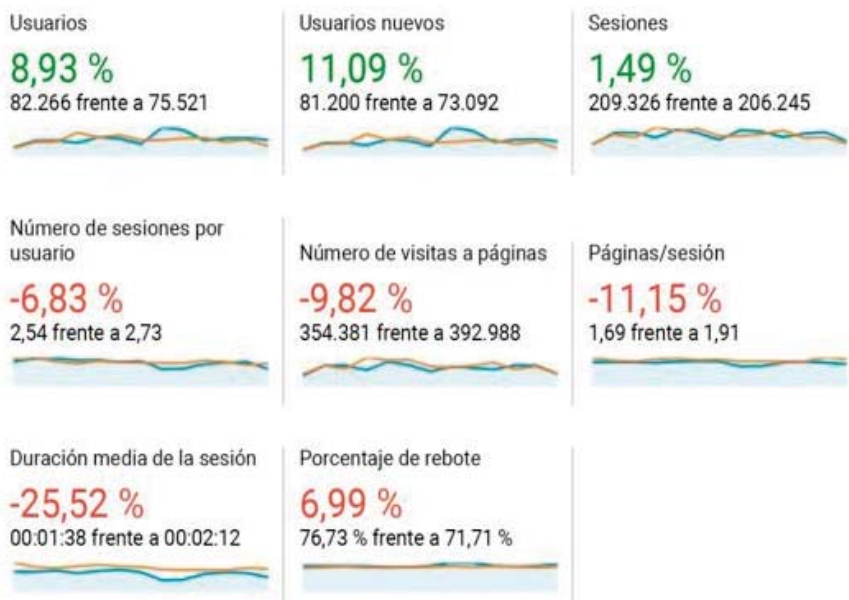 Usuarios
8,93 %
82.266 frente a 75.521
Usuarios nuevos
11,09 %
81.200 frente a 73.092
Sesiones
1,49 %
209.326 frente a 206.245
Número de sesiones por
usuario
-6,83 %
2,54 frente a 2,73
Número de visitas a páginas
-9,82 %
354.381 frente a 392.988
Páginas/sesión
-11,15 %
1,69 frente a 1,91
Duración media de la sesión
-25,52 %
00:01:38 frente a 00:02:12
Porcentaje de rebote
6,99 %
76,73 % frente a 71,71 %